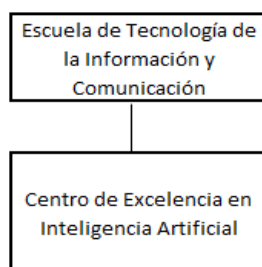 Escuela de Tecnología de
la Información y
Comunicación
Centro de Excelencia en
Inteligencia Artificial